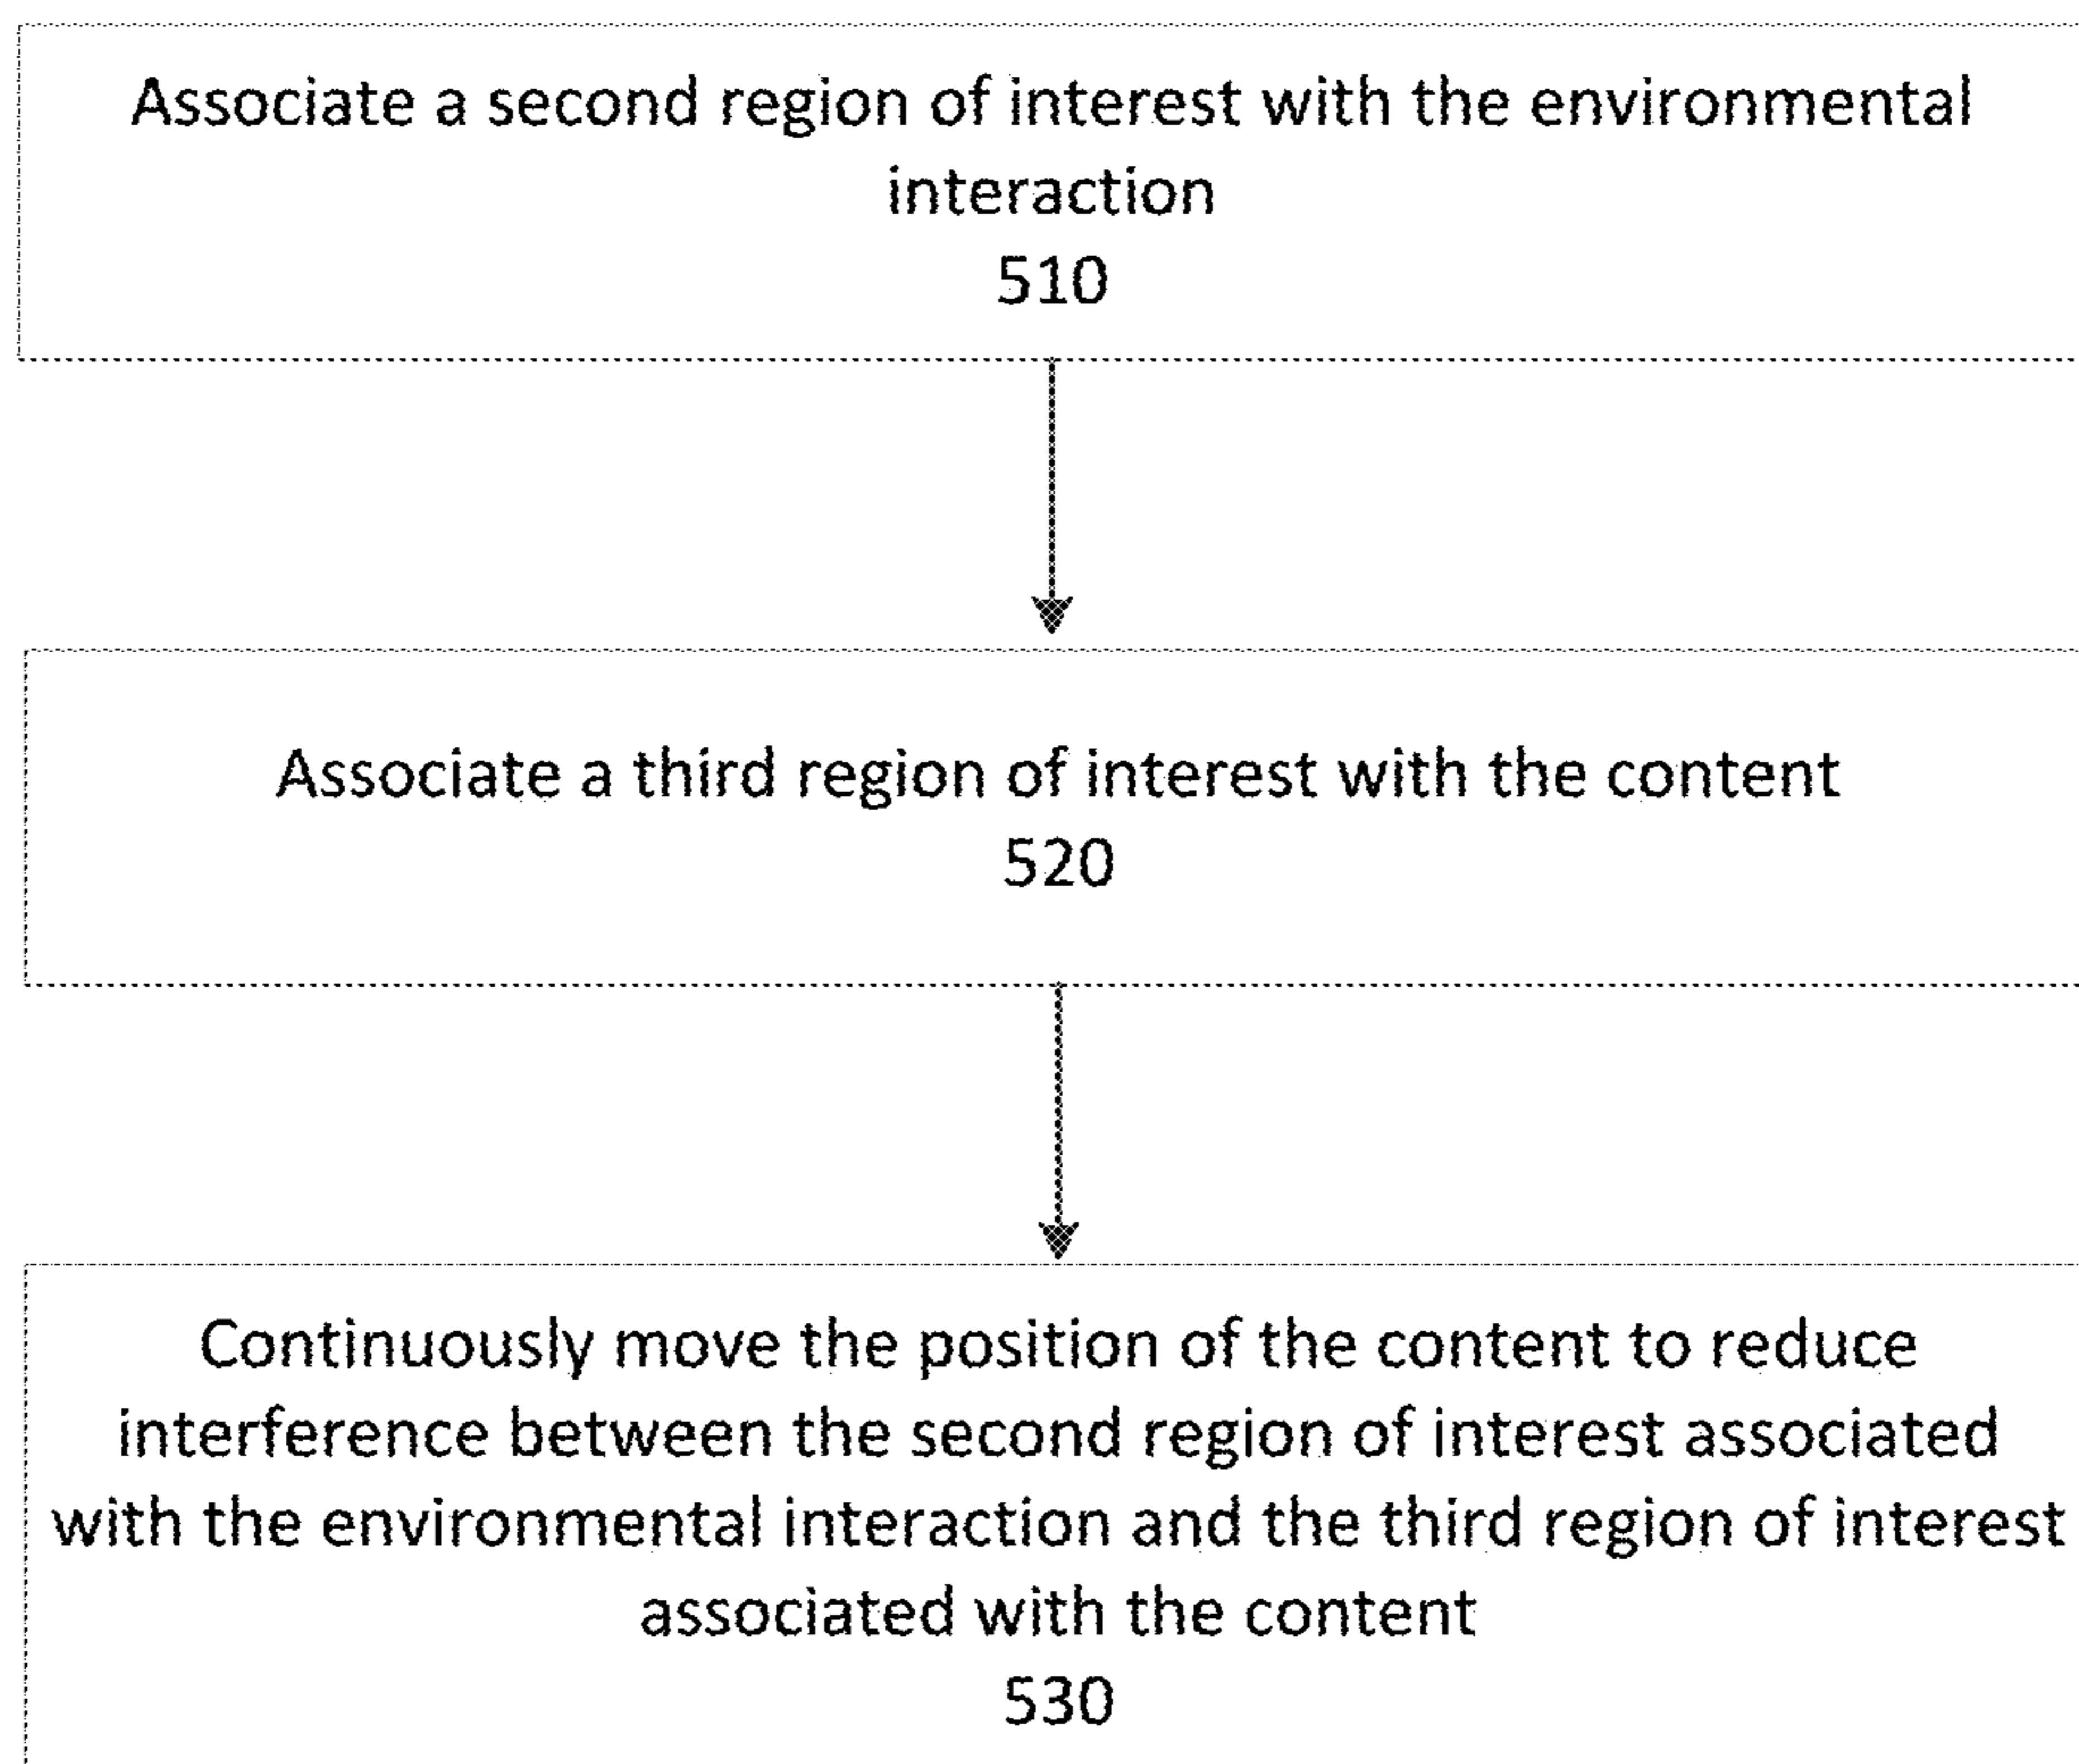 Associate a second region of interest with the environmental
interaction
510
Associate a third region of interest with the content
520
Continuously move the position of the content to reduce
interference between the second region of interest associated
with the environmental interaction and the third region of interest
associated with the content
530